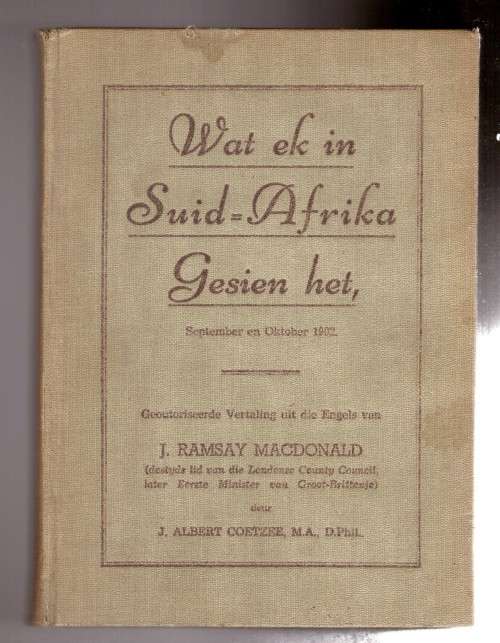 Wat ek in
Suid=Afrika
Gesien het,
September en Oktober 1902.
Geoutoriseerde Vertaling uit die Engels van
J. RAMSAY MACDONALD
(destyds lid van die Londense County Council,
later Eerste Minister van Groot-Brittanje)
deur
J. ALBERT COETZEE, M.A., D.Phil.